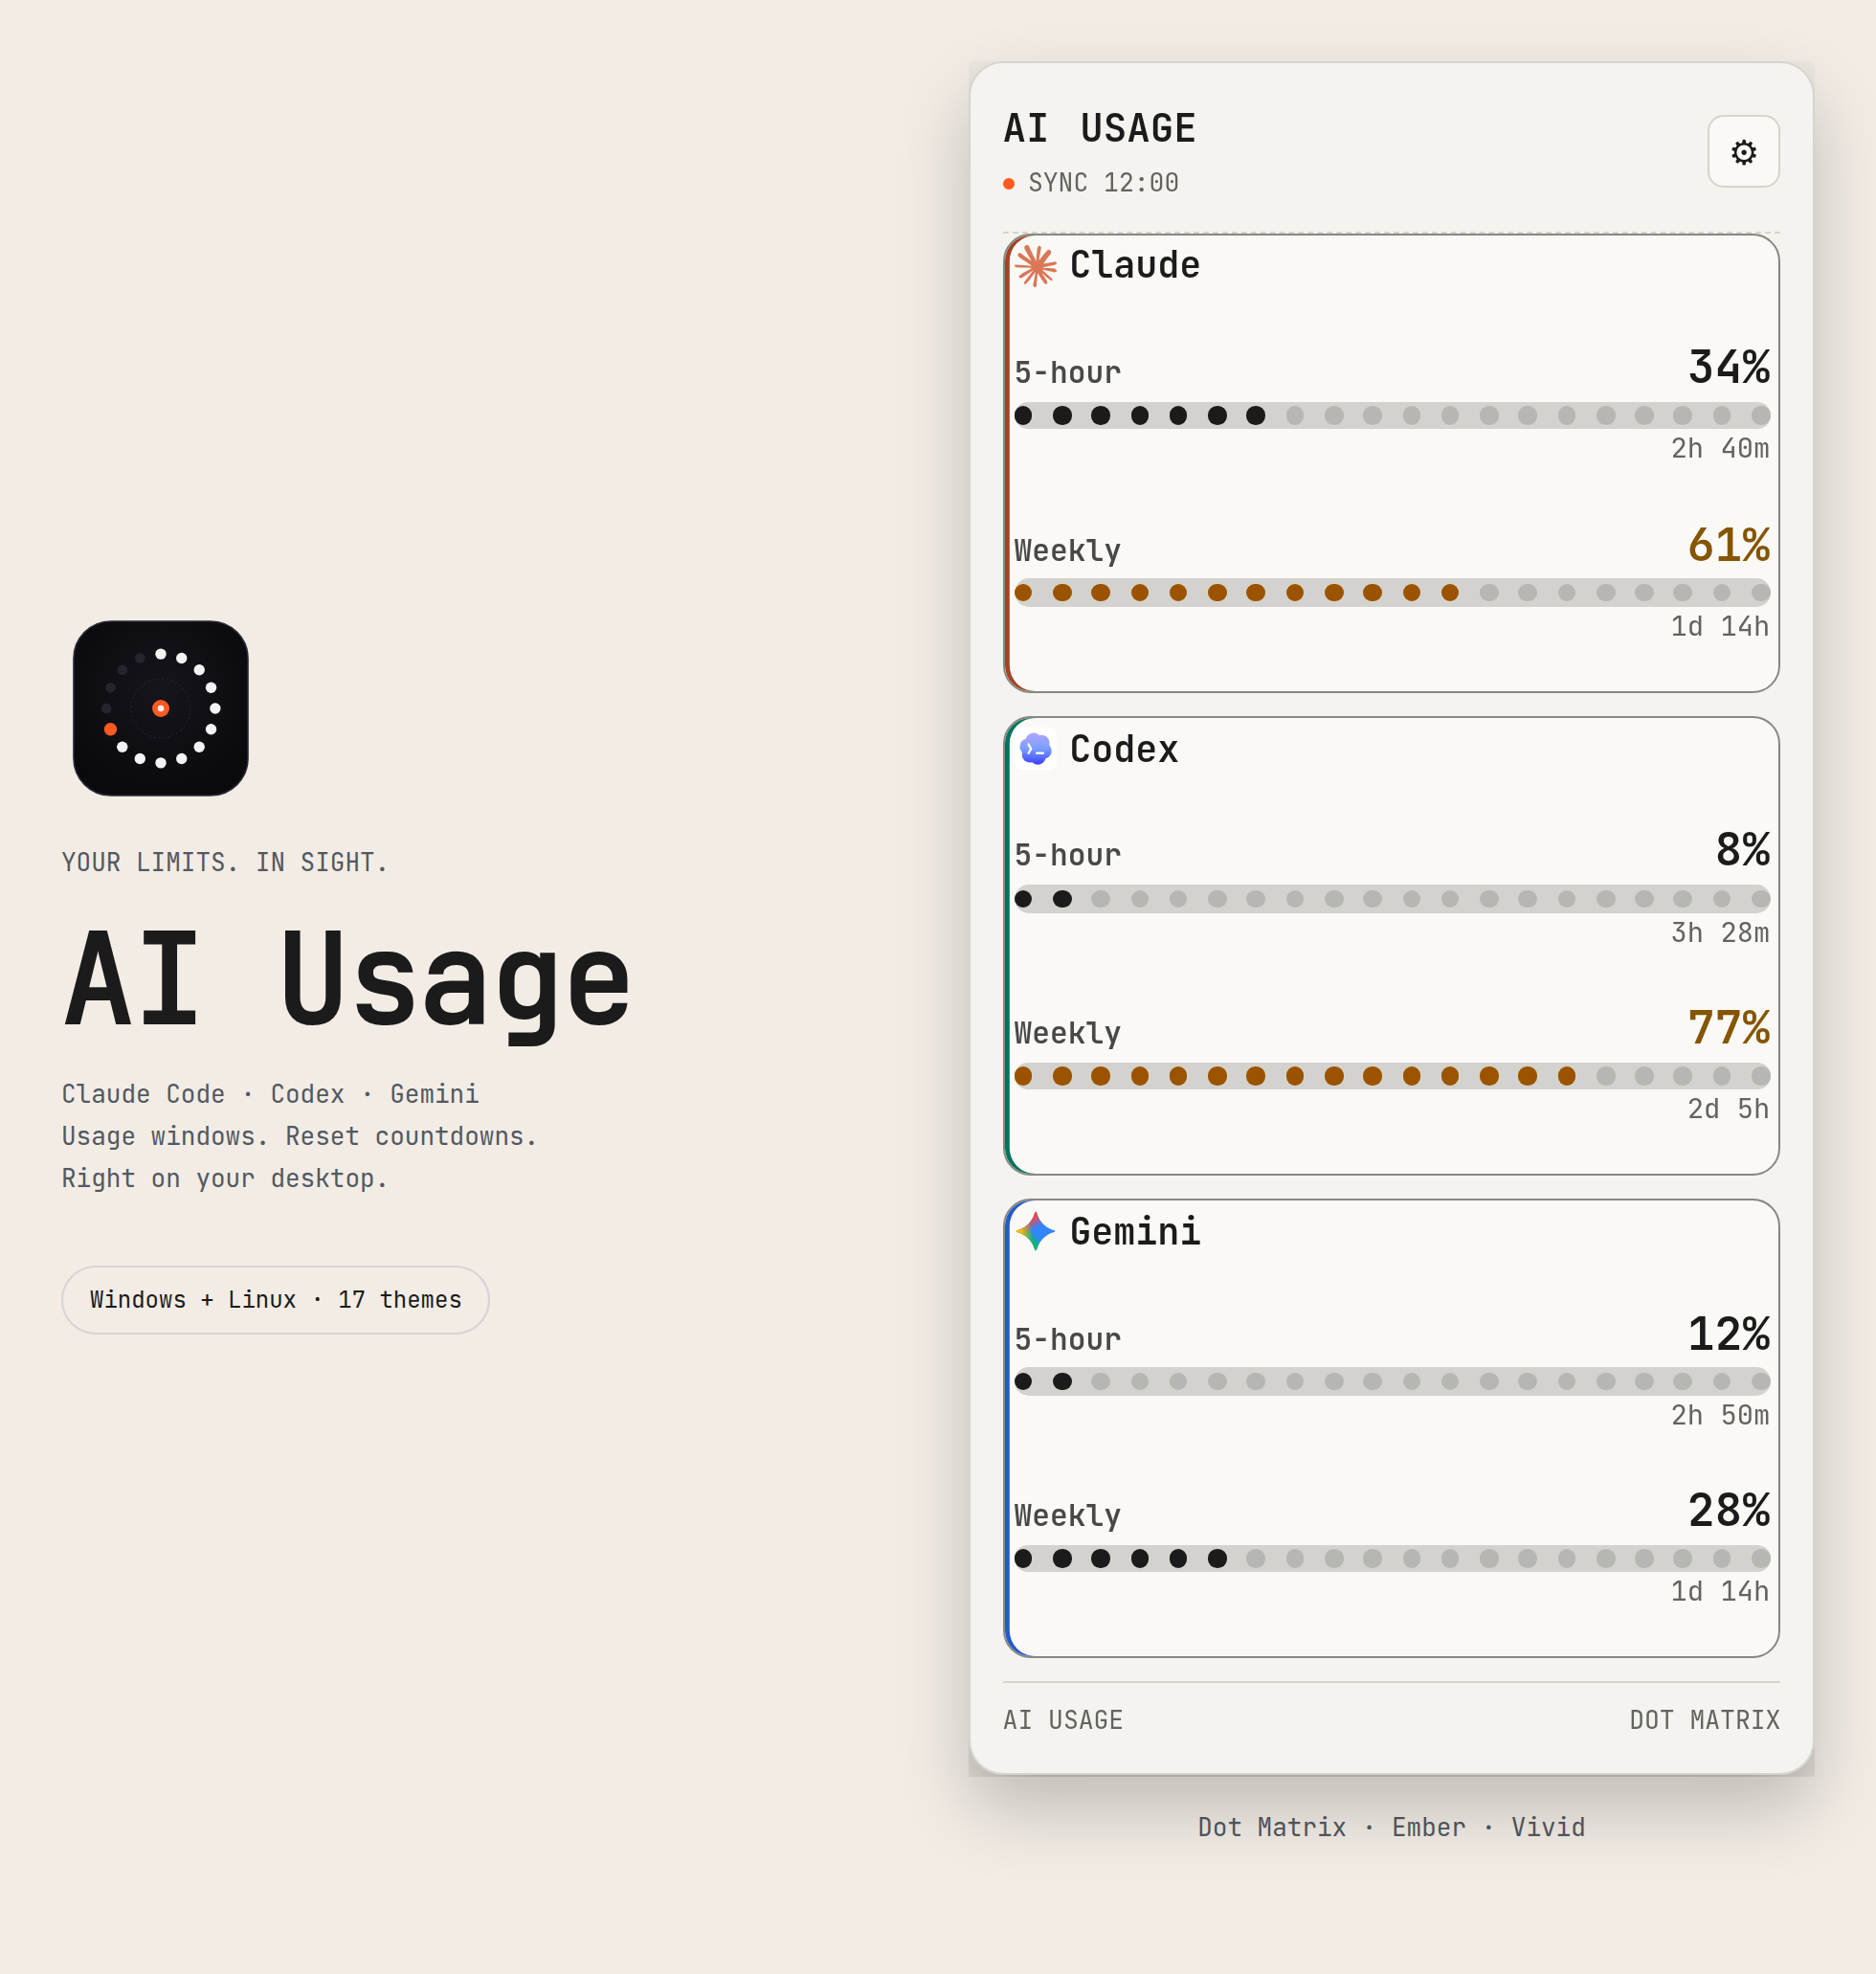 YOUR LIMITS. IN SIGHT.
AI Usage
Claude Code · Codex · Gemini
Usage windows. Reset countdowns.
Right on your desktop.
Windows + Linux · 17 themes
AI USAGE
SYNC 12:00
Claude
5-hour 34%
2h 40m
Weekly 61%
1d 14h
Codex
5-hour 8%
3h 28m
Weekly 77%
2d 5h
Gemini
5-hour 12%
2h 50m
Weekly 28%
1d 14h
AI USAGE DOT MATRIX
Dot Matrix · Ember · Vivid